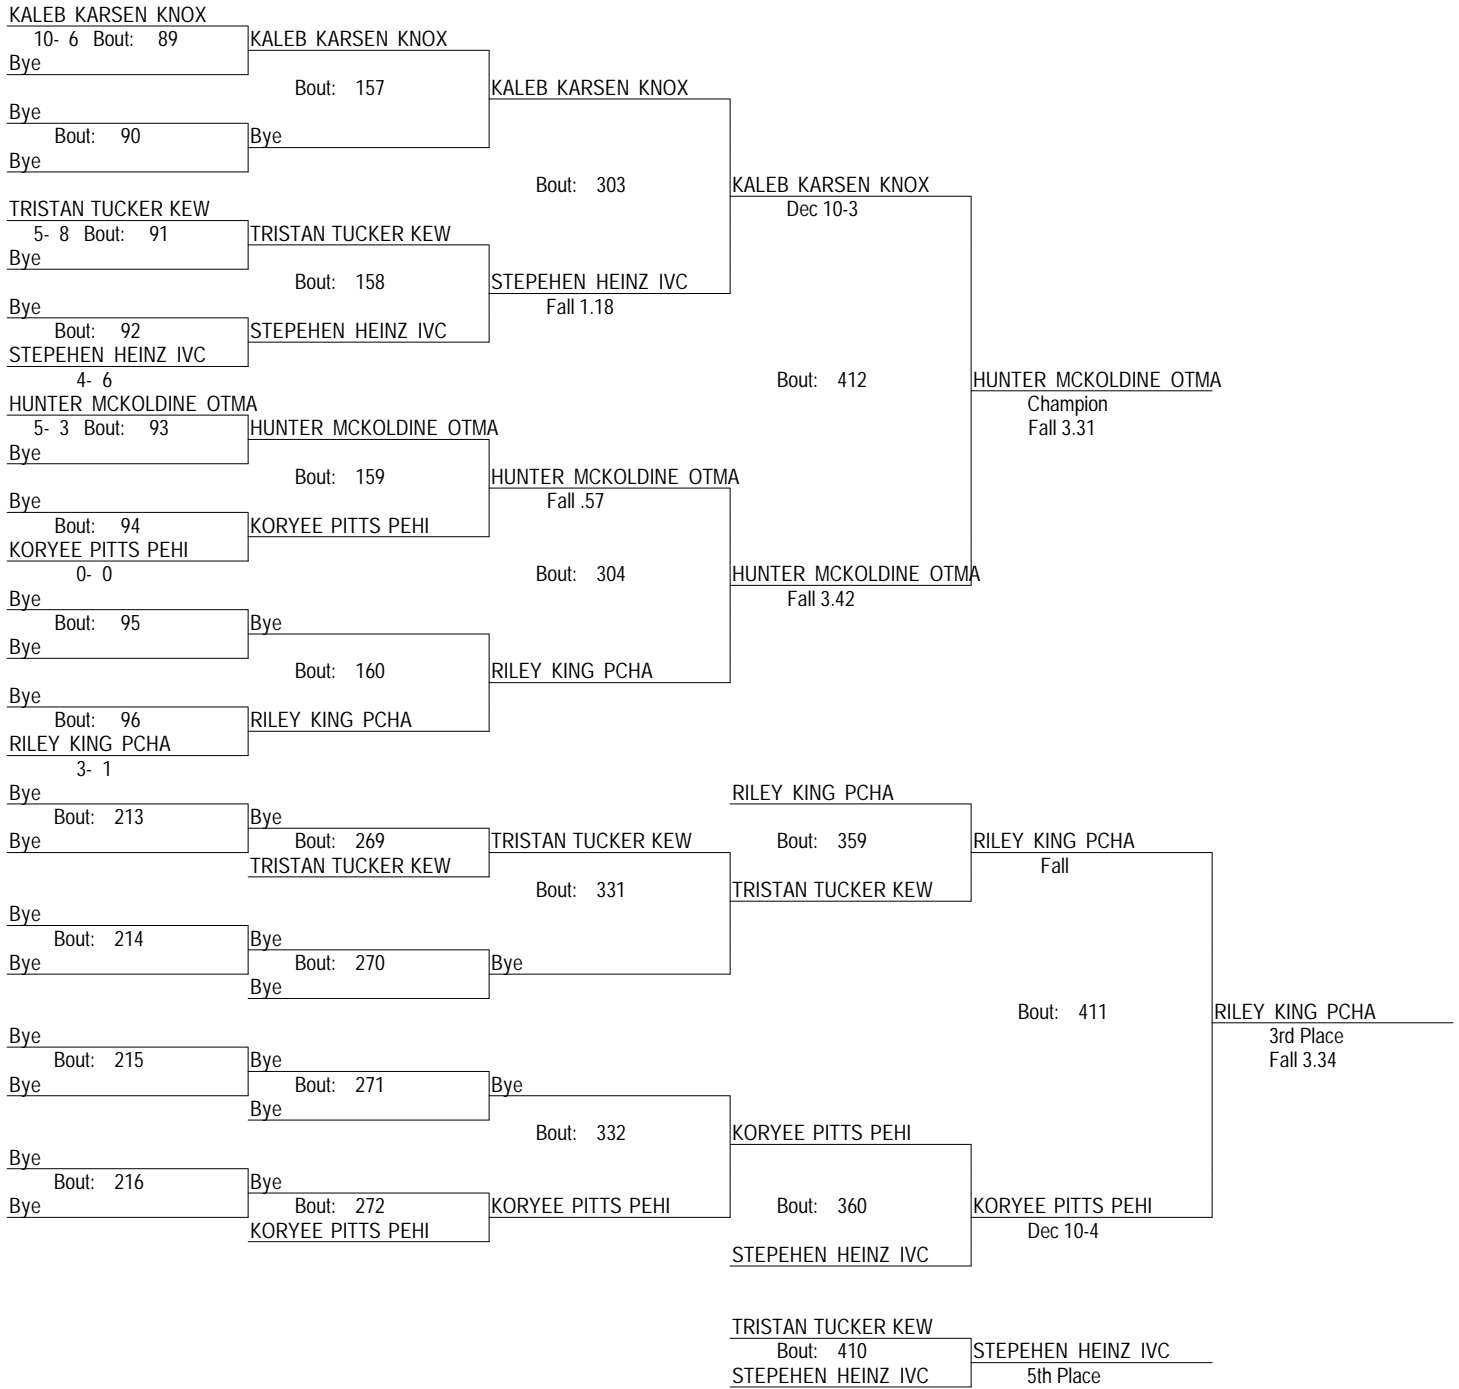 KALEB KARSEN KNOX
10- 6 Bout: 89
KALEB KARSEN KNOX
Bye
Bout: 157
KALEB KARSEN KNOX
Bye
Bout: 90
Bye
Bye
Bout: 303
KALEB KARSEN KNOX
Dec 10-3
TRISTAN TUCKER KEW
5- 8 Bout: 91
TRISTAN TUCKER KEW
Bye
Bout: 158
STEPEHEN HEINZ IVC
Fall 1.18
Bye
Bout: 92
STEPEHEN HEINZ IVC
STEPEHEN HEINZ IVC
4- 6
Bout: 412
HUNTER MCKOLDINE OTMA
Champion
Fall 3.31
HUNTER MCKOLDINE OTMA
5- 3 Bout: 93
HUNTER MCKOLDINE OTMA
Bye
Bout: 159
HUNTER MCKOLDINE OTMA
Fall .57
Bye
Bout: 94
KORYEE PITTS PEHI
KORYEE PITTS PEHI
0- 0
Bout: 304
HUNTER MCKOLDINE OTMA
Fall 3.42
Bye
Bout: 95
Bye
Bye
Bout: 160
RILEY KING PCHA
Bye
Bout: 96
RILEY KING PCHA
RILEY KING PCHA
3- 1
Bye
Bout: 213
Bye
Bye
Bout: 269
TRISTAN TUCKER KEW
TRISTAN TUCKER KEW
RILEY KING PCHA
Bout: 359
RILEY KING PCHA
Fall
Bout: 331
TRISTAN TUCKER KEW
Bye
Bout: 214
Bye
Bye
Bout: 270
Bye
Bye
Bout: 411
RILEY KING PCHA
3rd Place
Fall 3.34
Bye
Bout: 215
Bye
Bye
Bout: 271
Bye
Bye
Bout: 332
KORYEE PITTS PEHI
Bye
Bout: 216
Bye
Bye
Bout: 272
KORYEE PITTS PEHI
KORYEE PITTS PEHI
Bout: 360
KORYEE PITTS PEHI
Dec 10-4
STEPEHEN HEINZ IVC
TRISTAN TUCKER KEW
Bout: 410
STEPEHEN HEINZ IVC
STEPEHEN HEINZ IVC
5th Place